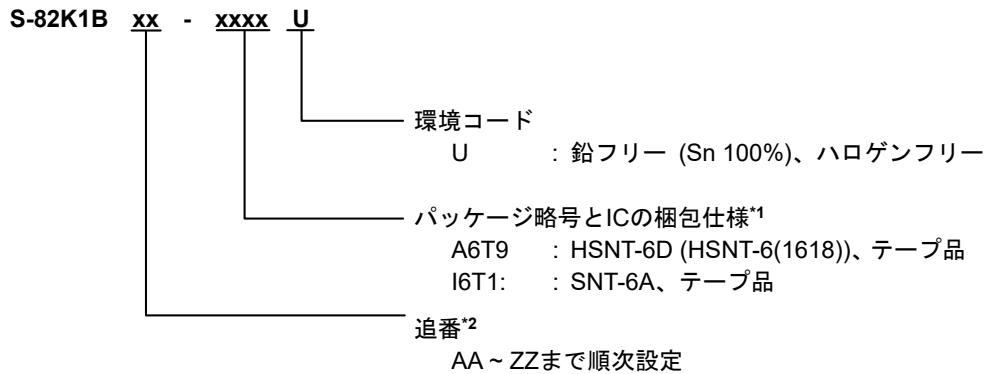 S-82K1B xx - xxxx U
環境コード
U : 鉛フリー (Sn 100%)、ハロゲンフリー
パッケージ略号とICの梱包仕様*1
A6T9 : HSNT-6D (HSNT-6(1618))、テープ品
I6T1: : SNT-6A、テープ品
追番*2
AA ~ ZZまで順次設定